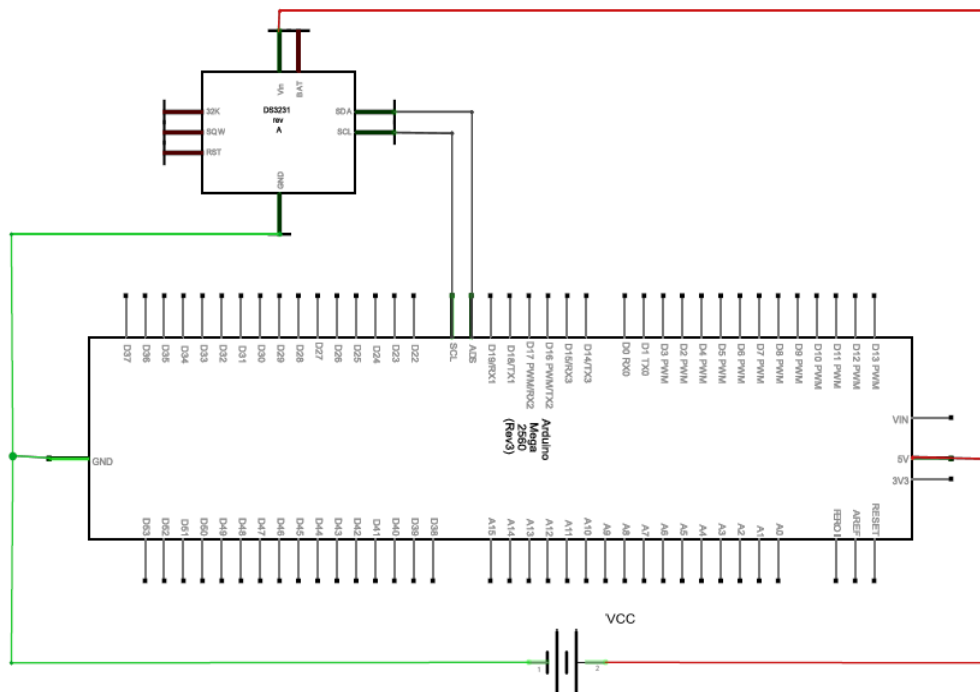 Vin
BAT
DS3231
rev
A
32K
SQW
RST
SDA
SCL
GND
D37
D36
D35
D34
D33
D32
D31
D30
D29
D28
D27
D26
D25
D24
D23
D22
SCL
ADS
D19/RX1
D18/TX1
D17 PWM/RX2
D16 PWM/TX2
D15/RX3
D14/TX3
D0 RX0
D1 TX0
D3 PWM
D2 PWM
D4 PWM
D5 PWM
D6 PWM
D7 PWM
D8 PWM
D9 PWM
D10 PWM
D11 PWM
D12 PWM
D13 PWM
Arduino
Mega
2560
(Rev3)
VIN
5V
3V3
GND
D53
D52
D51
D50
D49
D48
D47
D46
D45
D44
D43
D42
D41
D40
D39
D38
A15
A14
A13
A12
A11
A10
A9
A8
A7
A6
A5
A4
A3
A2
A1
A0
AREF
RESET
VCC
1
2